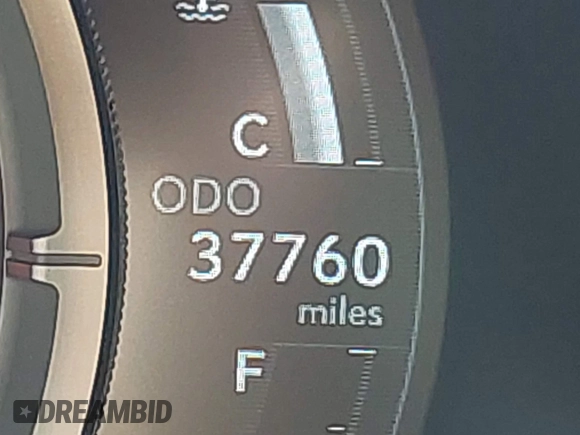 C
ODO
37760
miles
F
DREAMBID